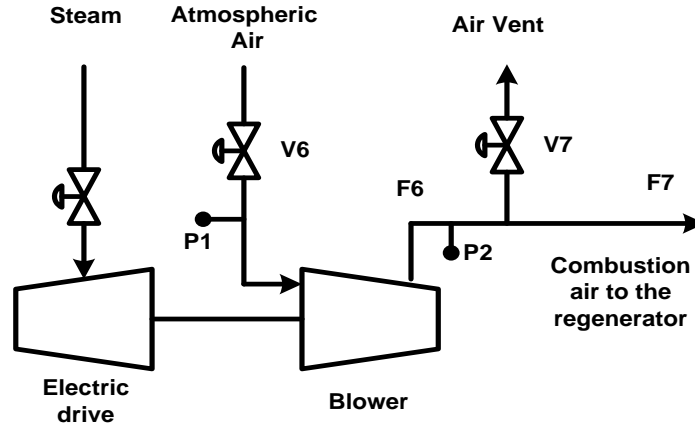 Steam
Atmospheric
Air
Air Vent
V6
V7
F6
F7
P1
P2
Combustion
air to the
regenerator
Electric
drive
Blower